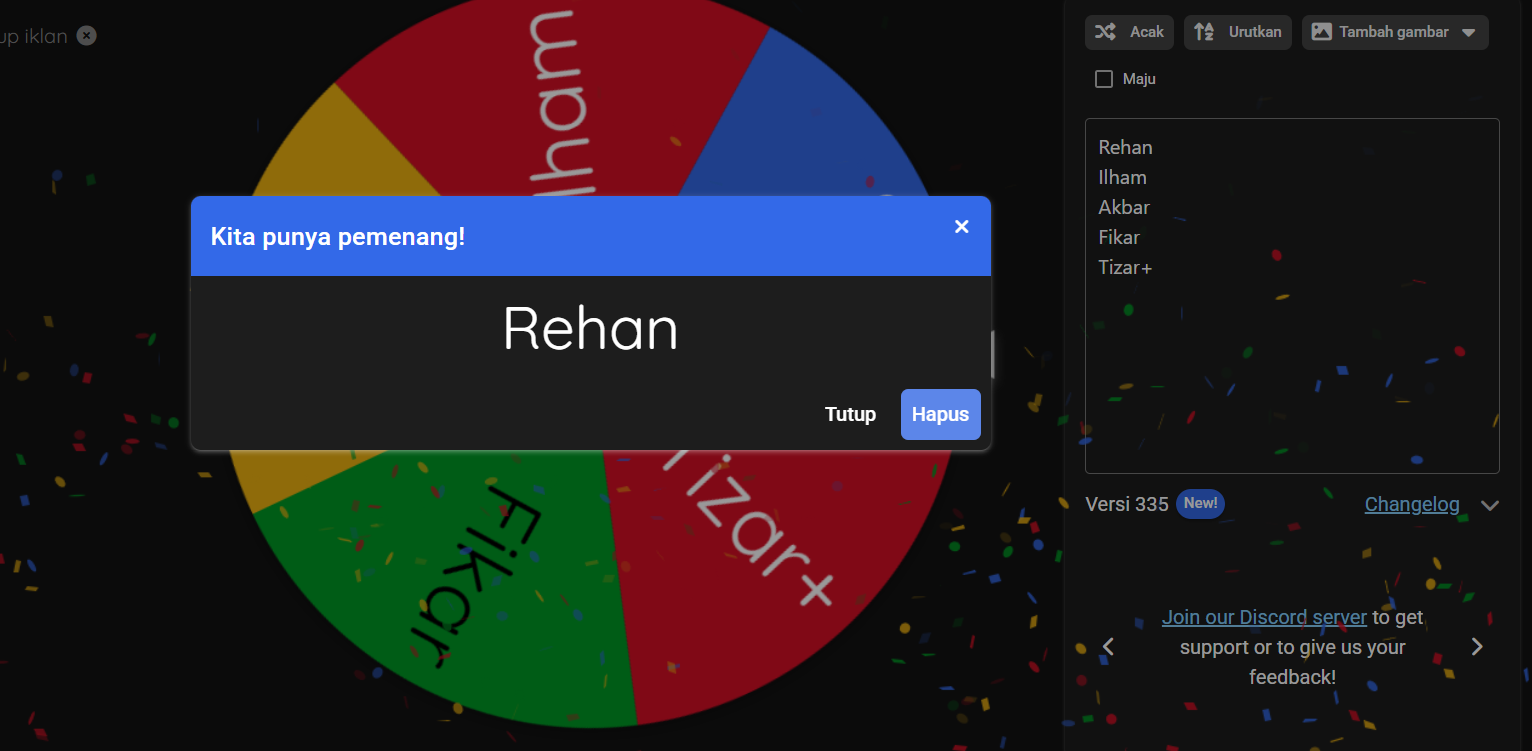 up iklan
Acak
Urutkan
Tambah gambar
Maju
Ilham
Kita punya pemenang!
Rehan
Tutup
Hapus
Tizar+
Fikar
Rehan
Ilham
Akbar
Fikar
Tizar+
Versi 335 New! Changelog
Join our Discord server to get
support or to give us your
feedback!